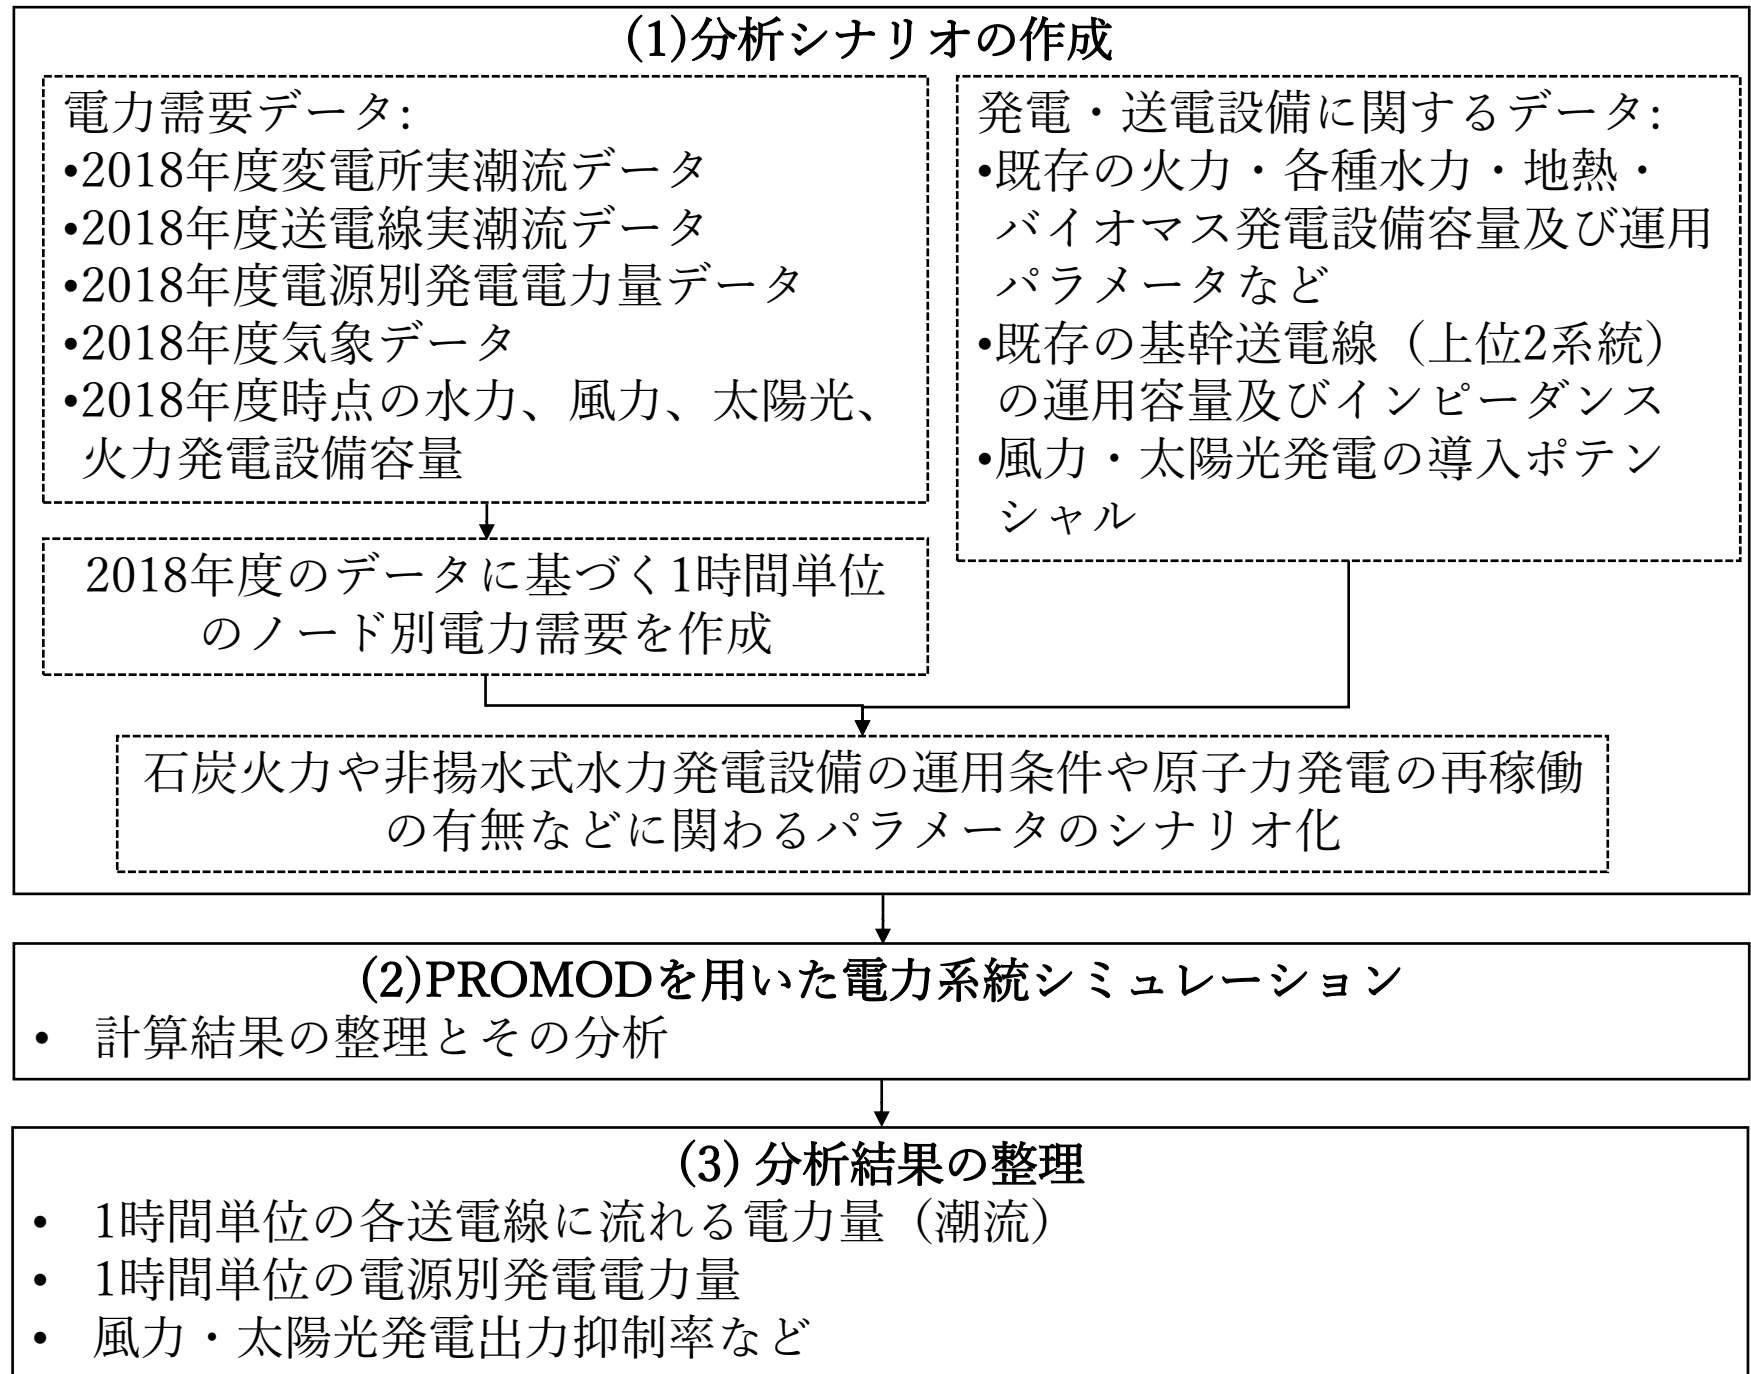 (1)分析シナリオの作成
電力需要データ:
•2018年度変電所実潮流データ
•2018年度送電線実潮流データ
•2018年度電源別発電電力量データ
•2018年度気象データ
•2018年度時点の水力、風力、太陽光、
火力発電設備容量
発電・送電設備に関するデータ:
•既存の火力・各種水力・地熱・
バイオマス発電設備容量及び運用
パラメータなど
•既存の基幹送電線（上位2系統）
の運用容量及びインピーダンス
•風力・太陽光発電の導入ポテン
シャル
2018年度のデータに基づく1時間単位
のノード別電力需要を作成
石炭火力や非揚水式水力発電設備の運用条件や原子力発電の再稼働
の有無などに関わるパラメータのシナリオ化
(2)PROMODを用いた電力系統シミュレーション
• 計算結果の整理とその分析
(3) 分析結果の整理
• 1時間単位の各送電線に流れる電力量（潮流）
• 1時間単位の電源別発電電力量
• 風力・太陽光発電出力抑制率など